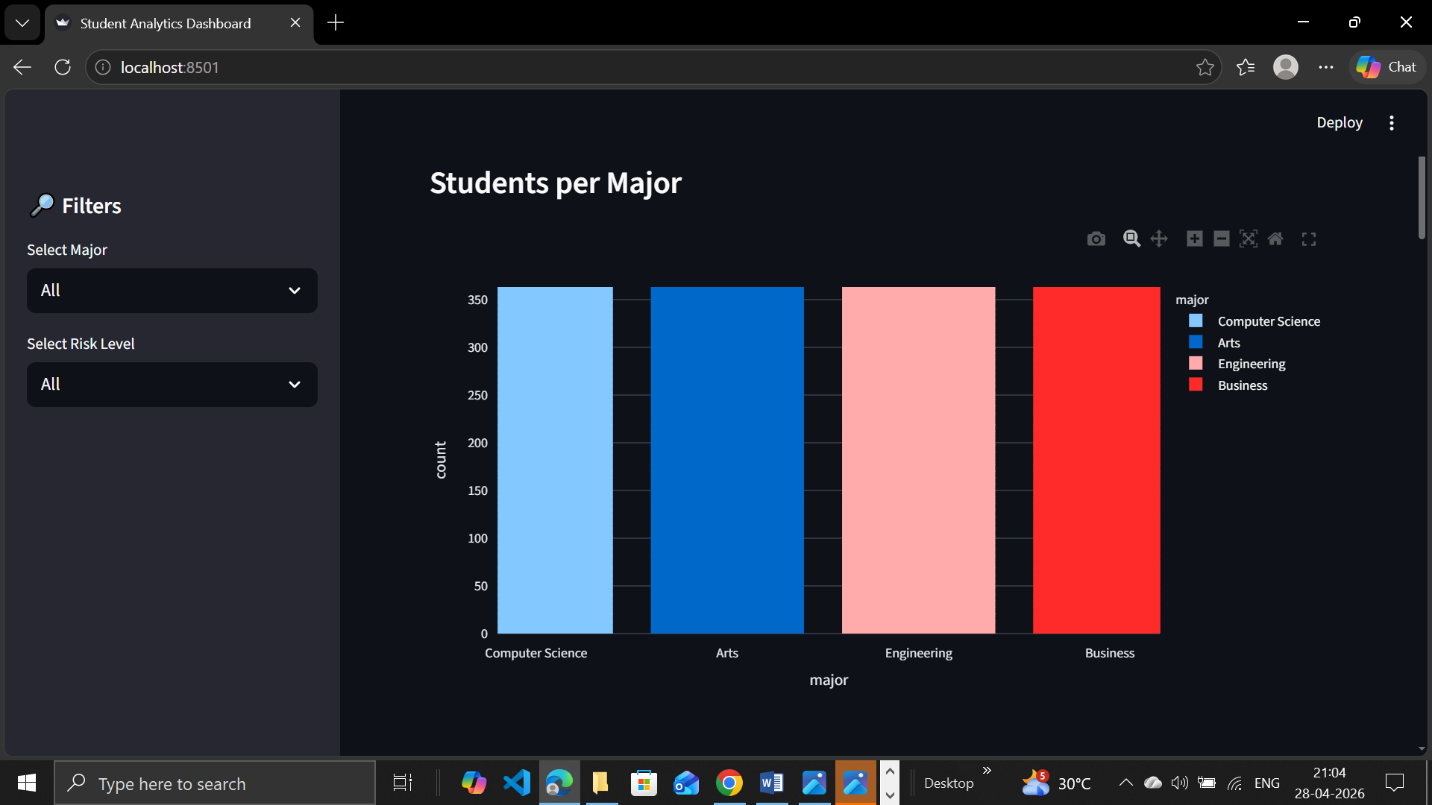 Student Analytics Dashboard
localhost:8501
Chat
Deploy
Filters
Select Major
All
Select Risk Level
All
Students per Major
350
300
250
200
150
100
50
0
count
Computer Science
Arts
Engineering
Business
major
major
Computer Science
Arts
Engineering
Business
Type here to search
Desktop
5
30°C
ENG
21:04
28-04-2026